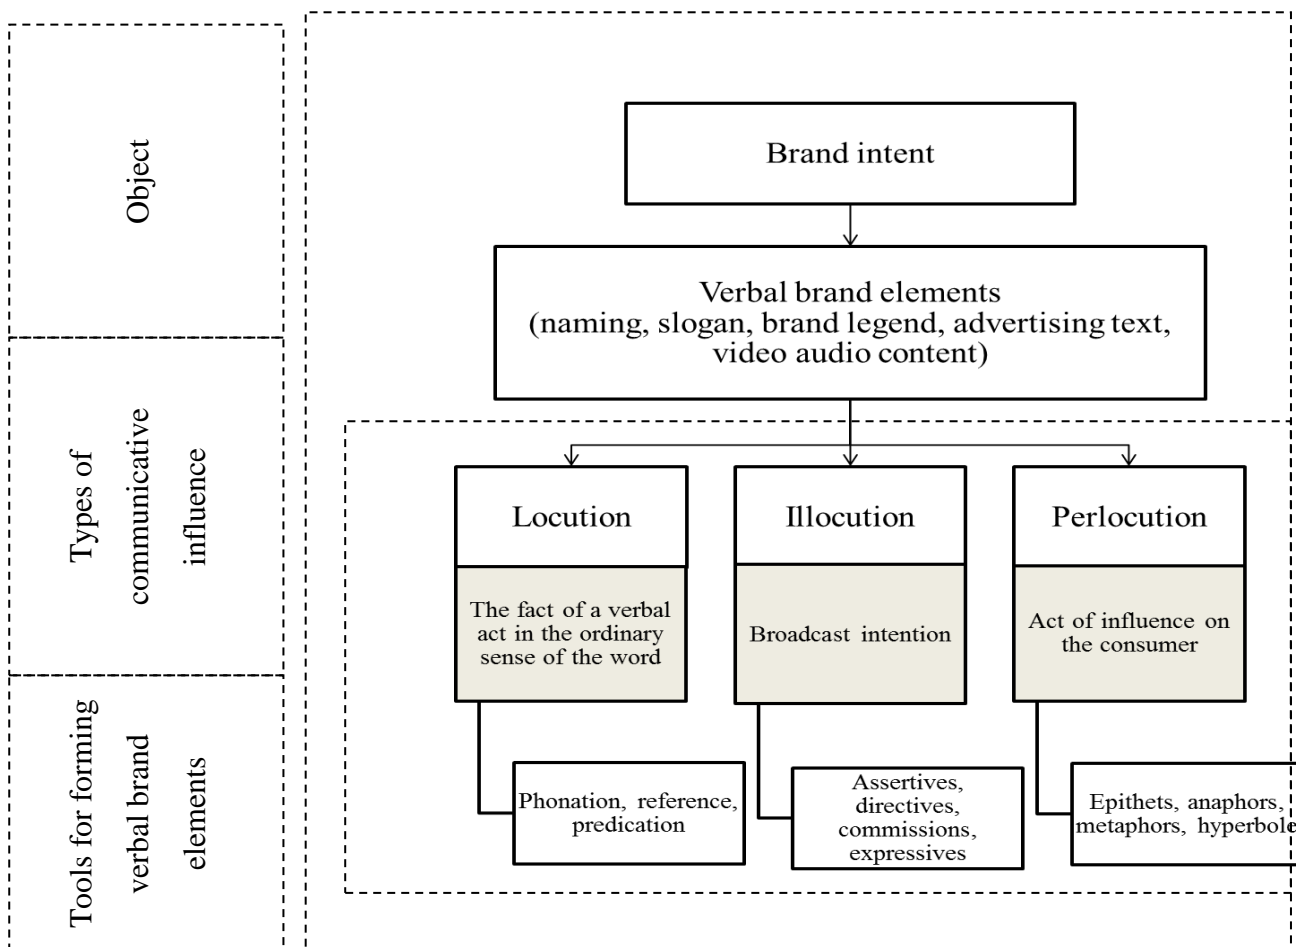 Object
Types of
communicative
influence
Tools for forming
verbal brand
elements
Brand intent
Verbal brand elements
(naming, slogan, brand legend, advertising text,
video audio content)
Locution
The fact of a verbal
act in the ordinary
sense of the word
Illocution
Broadcast intention
Perlocution
Act of influence on
the consumer
Phonation, reference,
predication
Assertives,
directives,
commissions,
expressives
Epithets, anaphors,
metaphors, hyperbole